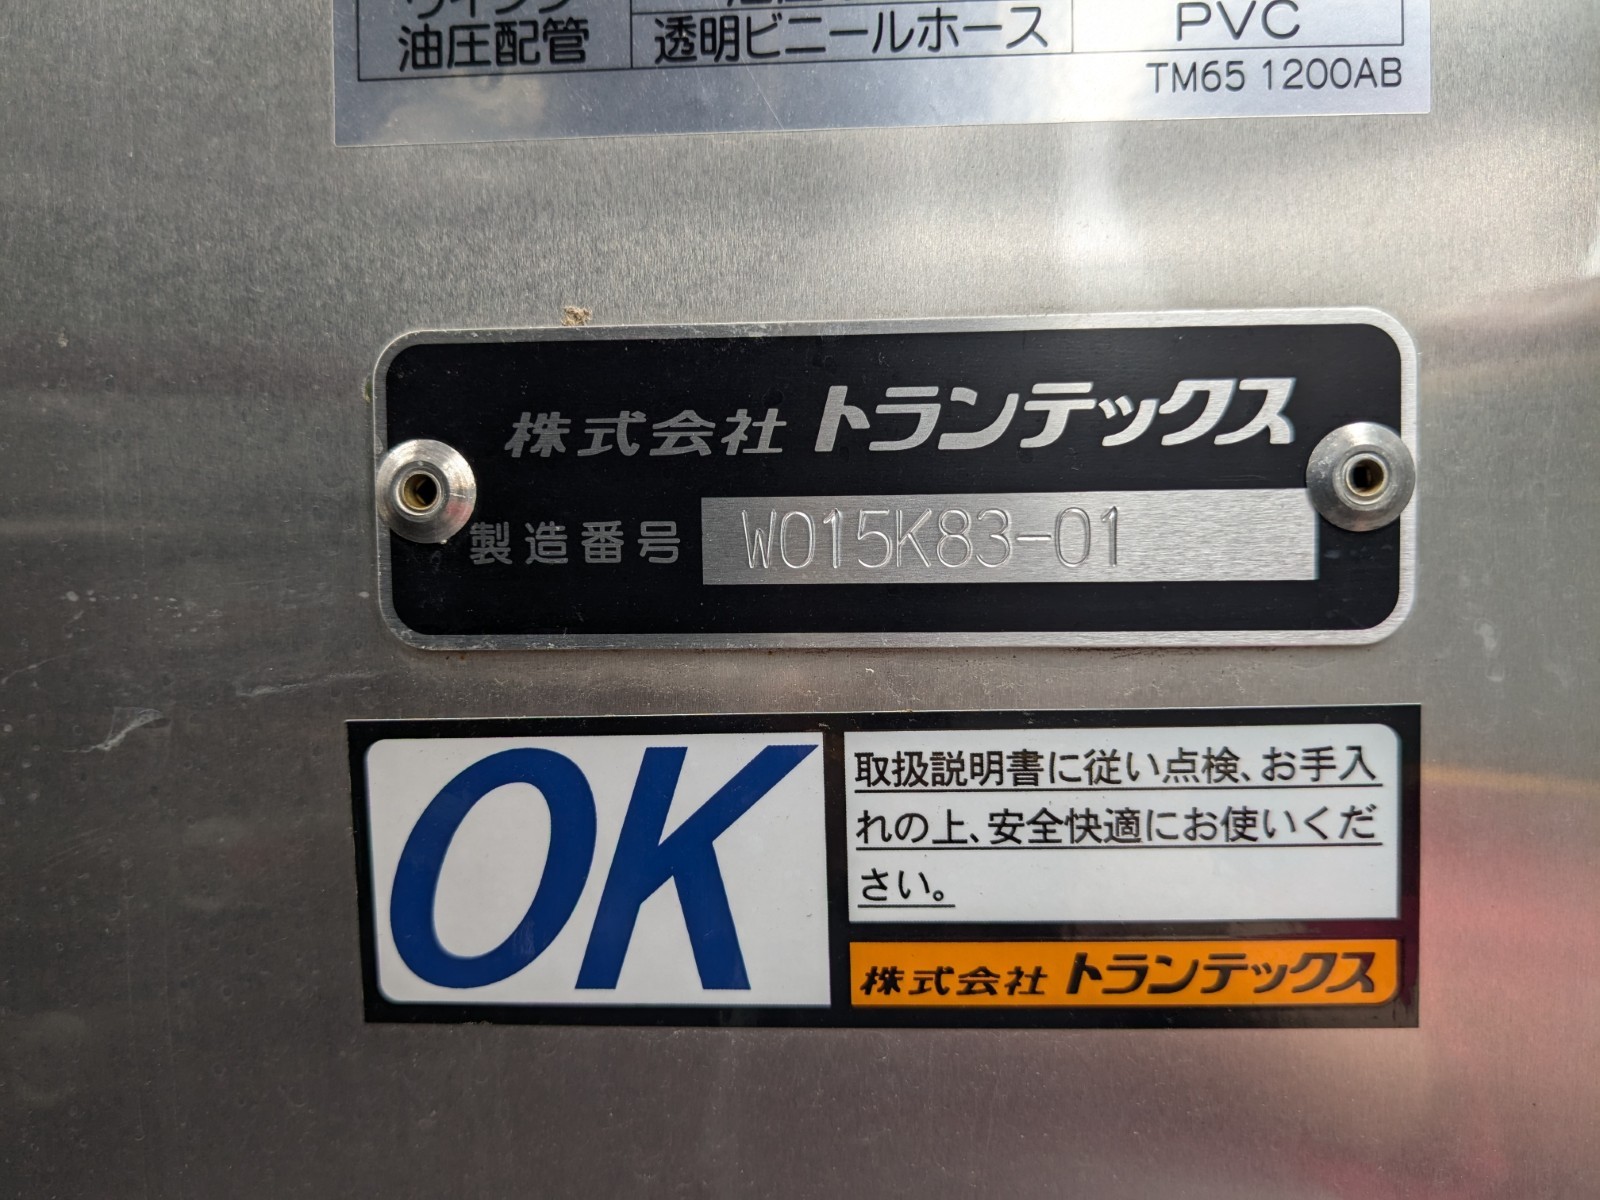 油圧配管 透明ビニールホース PVC
TM65 1200AB
株式会社 トランテックス
製造番号 W015K83-01
OK
取扱説明書に従い点検、お手入
れの上、安全快適にお使いくだ
さい。
株式会社 トランテックス